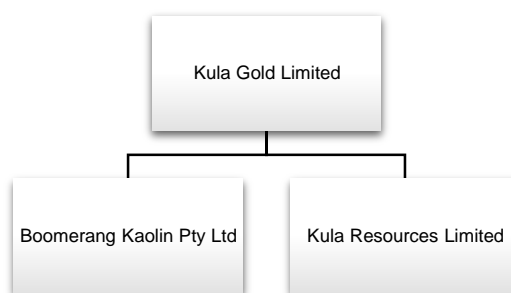 Kula Gold Limited
Boomerang Kaolin Pty Ltd
Kula Resources Limited